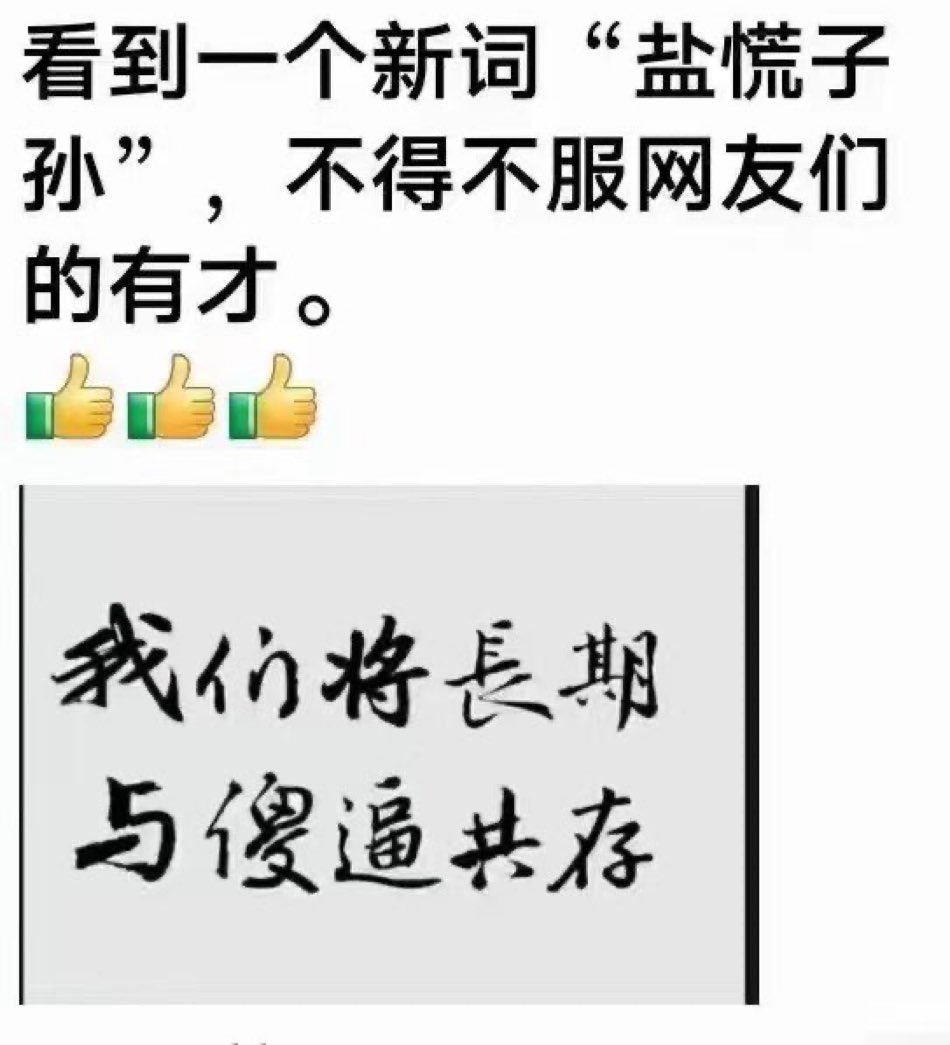 看到一个新词“盐慌子
孙”，不得不服网友们
的有才。
我们将長期
与傻逼共存